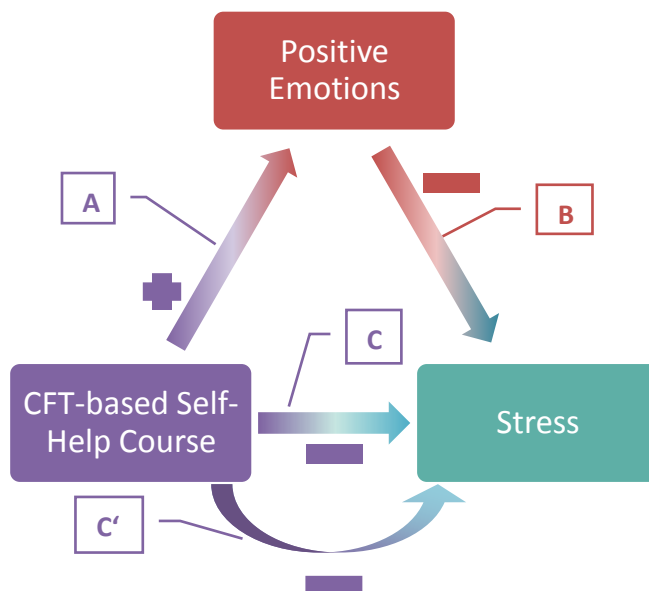 Positive
Emotions
A
B
C
CFT-based Self-
Help Course
Stress
C‘